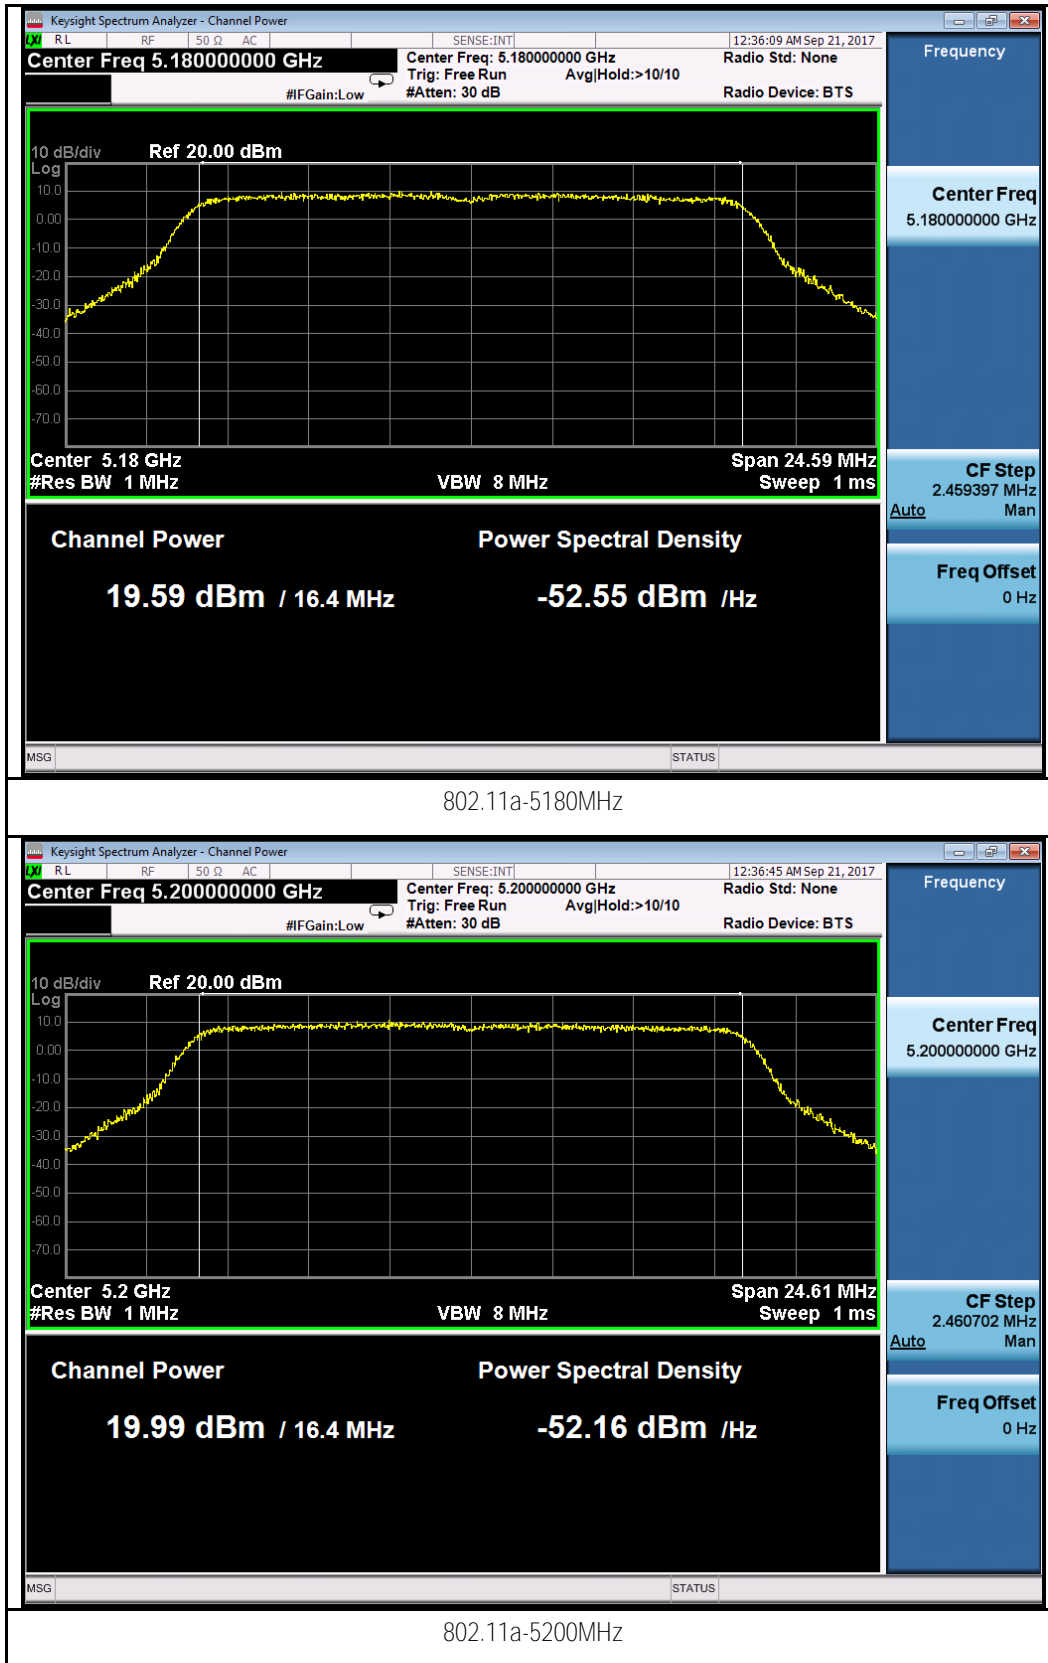 Keysight Spectrum Analyzer - Channel Power
LXI RL RF 50 Ω AC SENSE:INT 12:36:09 AM Sep 21, 2017
Center Freq 5.180000000 GHz
#IFGain:Low
Center Freq: 5.180000000 GHz
Trig: Free Run Avg|Hold:>10/10
#Atten: 30 dB
Radio Std: None
Radio Device: BTS
Frequency
10 dB/div Ref 20.00 dBm
Log
10.0
0.00
-10.0
-20.0
-30.0
-40.0
-50.0
-60.0
-70.0
Center 5.18 GHz Span 24.59 MHz
#Res BW 1 MHz VBW 8 MHz Sweep 1 ms
Center Freq
5.180000000 GHz
CF Step
2.459397 MHz
Auto Man
Freq Offset
0 Hz
Channel Power Power Spectral Density
19.59 dBm / 16.4 MHz -52.55 dBm /Hz
MSG STATUS
802.11a-5180MHz
Keysight Spectrum Analyzer - Channel Power
LXI RL RF 50 Ω AC SENSE:INT 12:36:45 AM Sep 21, 2017
Center Freq 5.200000000 GHz
#IFGain:Low
Center Freq: 5.200000000 GHz
Trig: Free Run Avg|Hold:>10/10
#Atten: 30 dB
Radio Std: None
Radio Device: BTS
Frequency
10 dB/div Ref 20.00 dBm
Log
10.0
0.00
-10.0
-20.0
-30.0
-40.0
-50.0
-60.0
-70.0
Center 5.2 GHz Span 24.61 MHz
#Res BW 1 MHz VBW 8 MHz Sweep 1 ms
Center Freq
5.200000000 GHz
CF Step
2.460702 MHz
Auto Man
Freq Offset
0 Hz
Channel Power Power Spectral Density
19.99 dBm / 16.4 MHz -52.16 dBm /Hz
MSG STATUS
802.11a-5200MHz